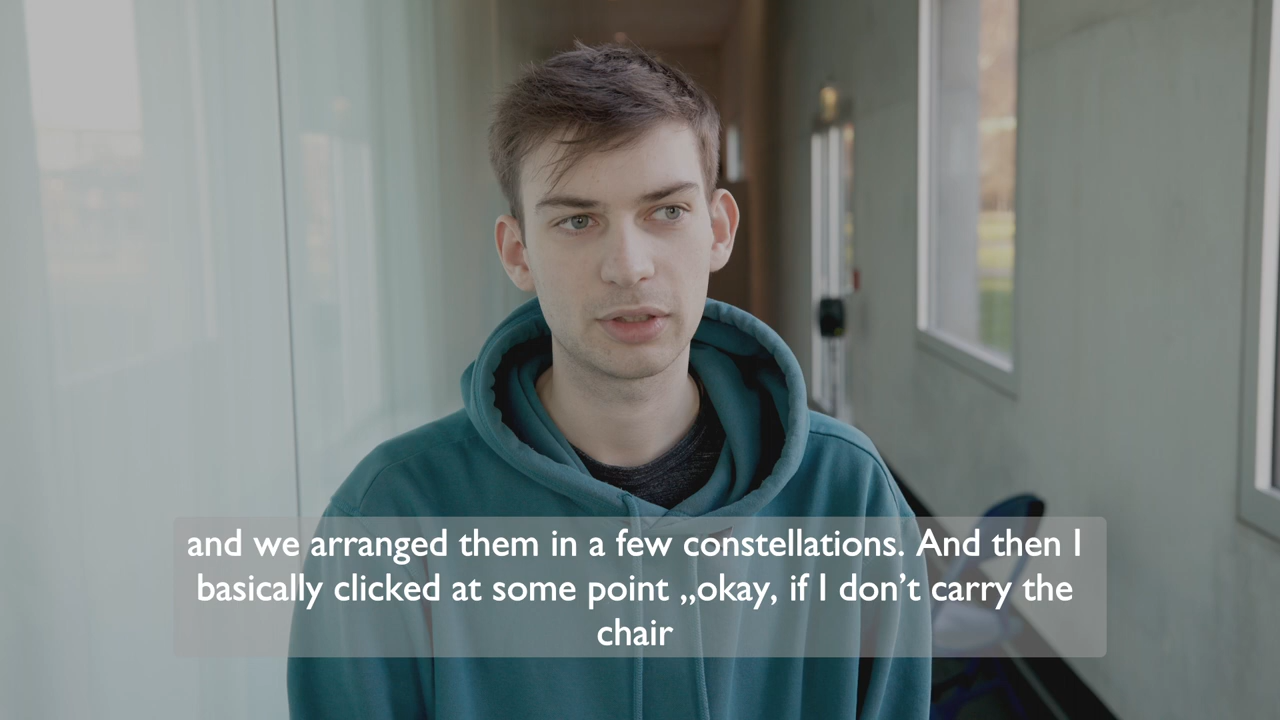 and we arranged them in a few constellations. And then I
basically clicked at some point „okay, if I don’t carry the
chair